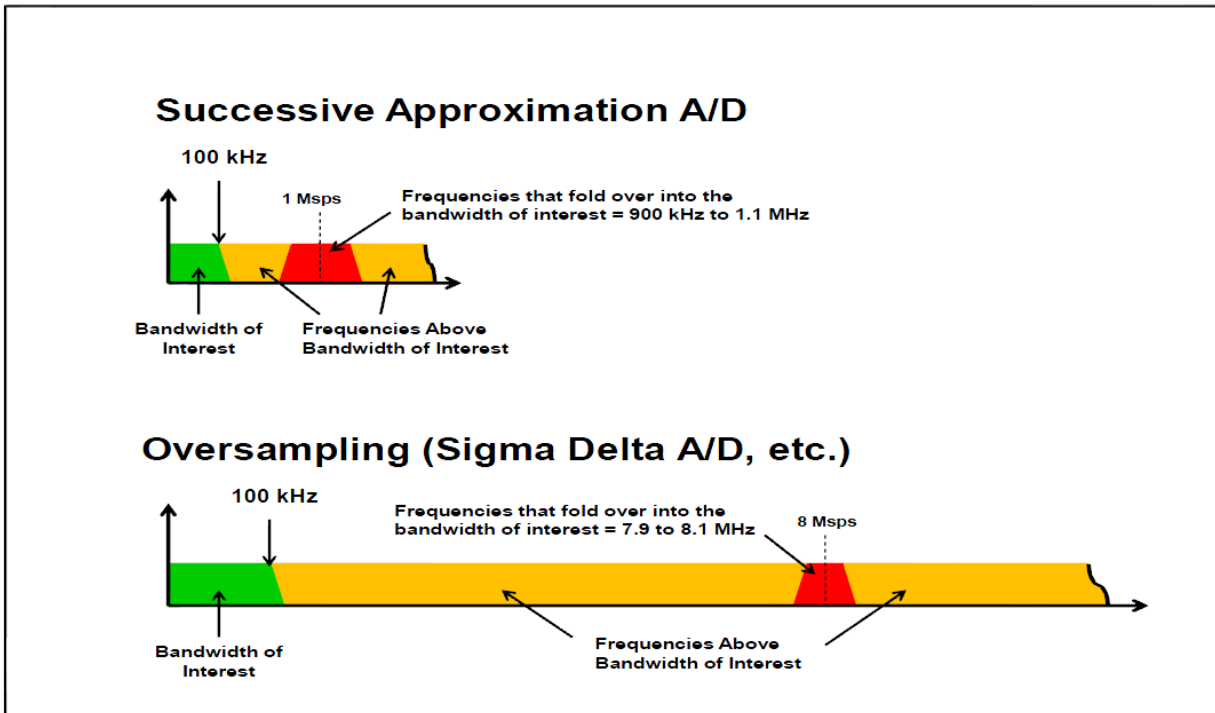 Successive Approximation A/D
100 kHz
1 Msps
Frequencies that fold over into the
bandwidth of interest = 900 kHz to 1.1 MHz
Bandwidth of
Interest
Frequencies Above
Bandwidth of Interest
Oversampling (Sigma Delta A/D, etc.)
100 kHz
Frequencies that fold over into the
bandwidth of interest = 7.9 to 8.1 MHz
8 Msps
Bandwidth of
Interest
Frequencies Above
Bandwidth of Interest